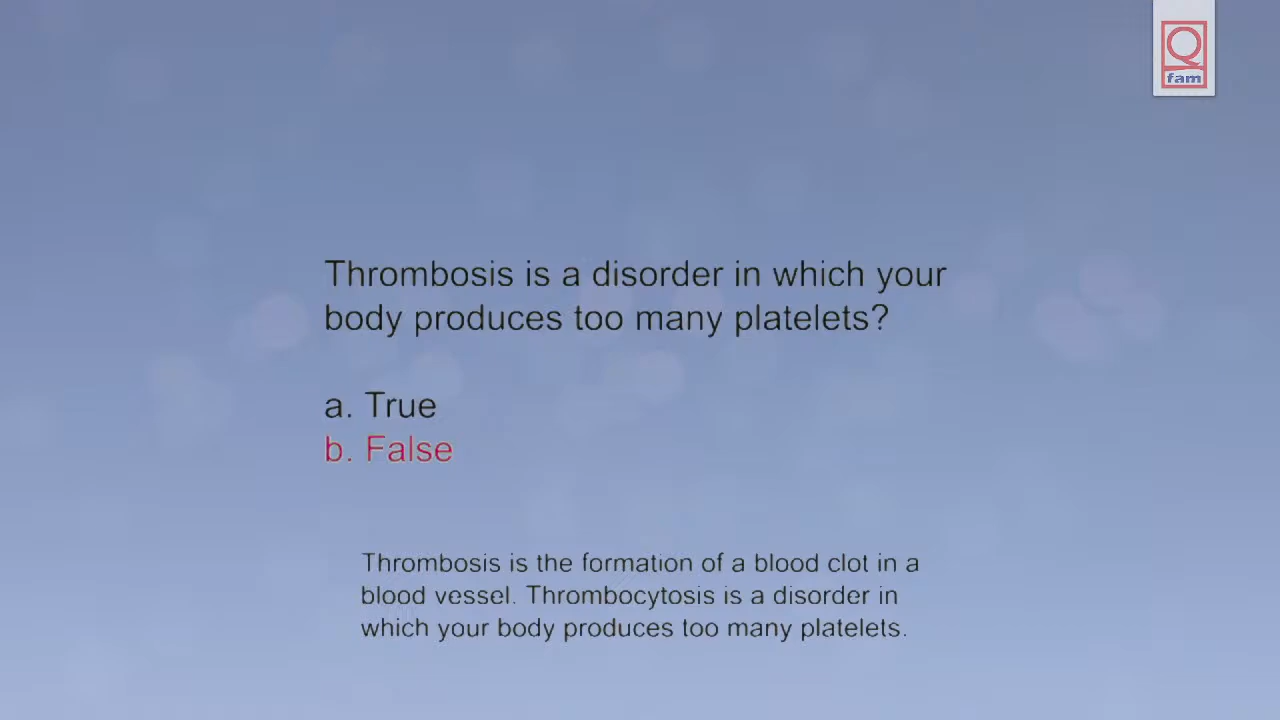 Q
fam
Thrombosis is a disorder in which your
body produces too many platelets?
a. True
b. False
Thrombosis is the formation of a blood clot in a
blood vessel. Thrombocytosis is a disorder in
which your body produces too many platelets.